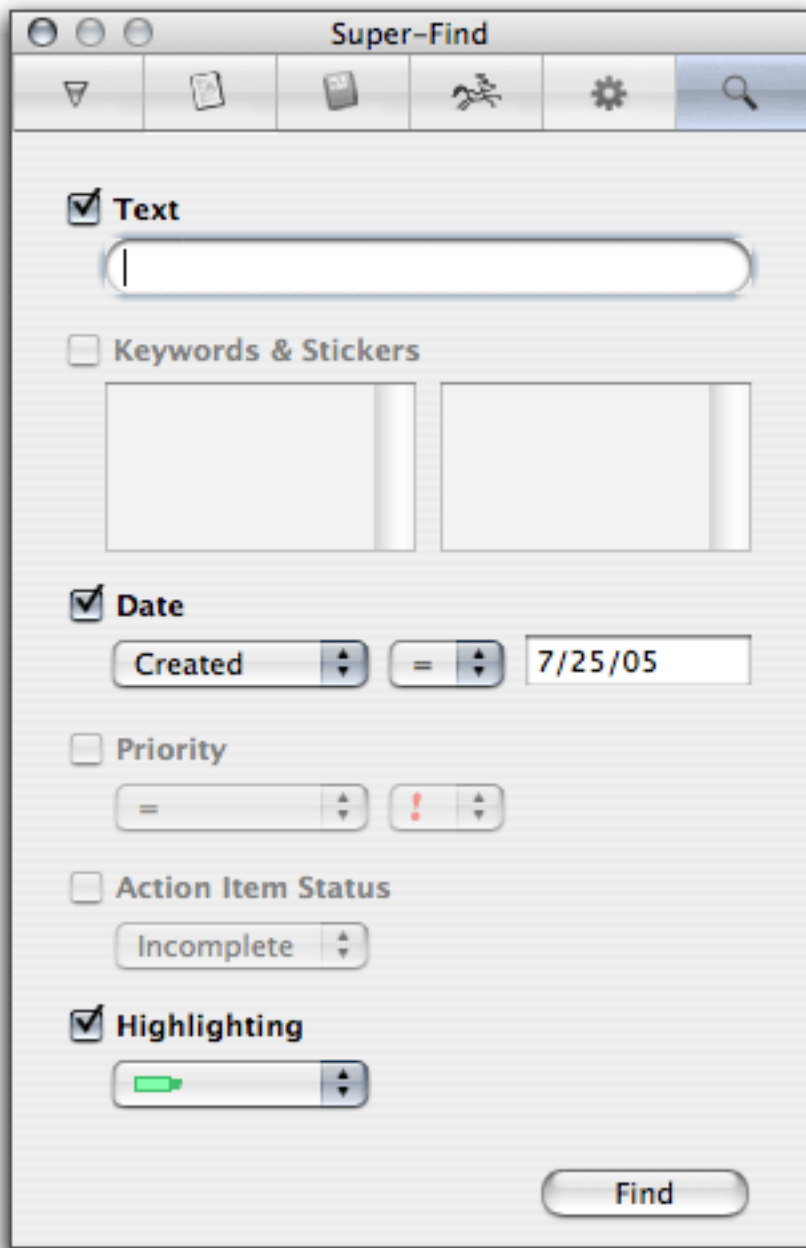 Super-Find
Text
Keywords & Stickers
Date
Created = 7/25/05
Priority
= !
Action Item Status
Incomplete
Highlighting
Find